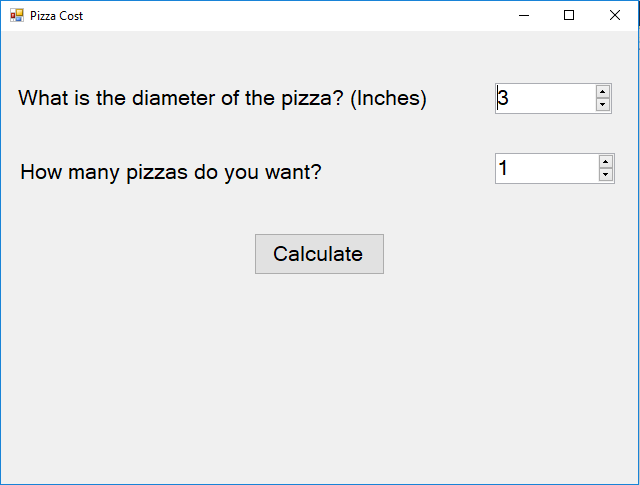 Pizza Cost
What is the diameter of the pizza? (Inches) 3
How many pizzas do you want? 1
Calculate